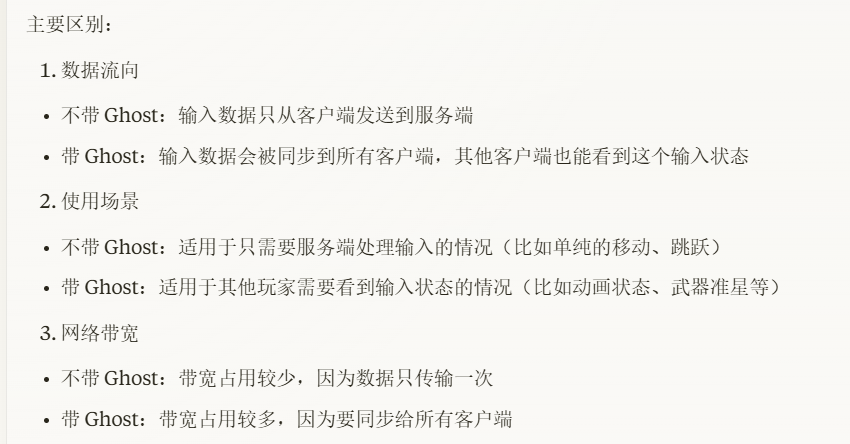 主要区别：
1. 数据流向
• 不带 Ghost：输入数据只从客户端发送到服务端
• 带 Ghost：输入数据会被同步到所有客户端，其他客户端也能看到这个输入状态
2. 使用场景
• 不带 Ghost：适用于只需要服务端处理输入的情况（比如单纯的移动、跳跃）
• 带 Ghost：适用于其他玩家需要看到输入状态的情况（比如动画状态、武器准星等）
3. 网络带宽
• 不带 Ghost：带宽占用较少，因为数据只传输一次
• 带 Ghost：带宽占用较多，因为要同步给所有客户端